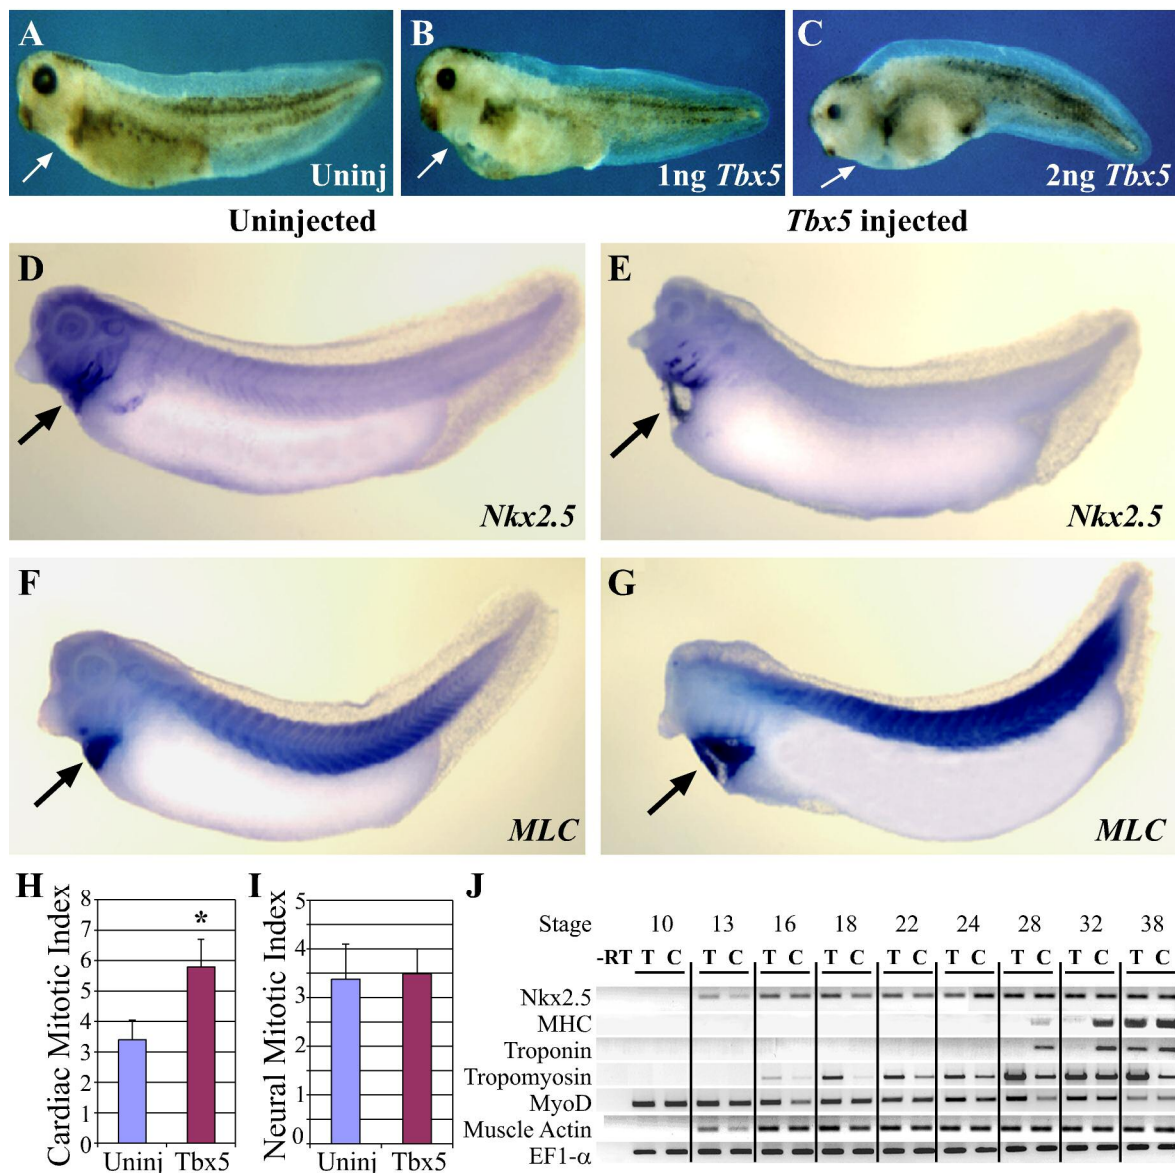 A
B
C
Uninj
1ng Tbx5
2ng Tbx5
Uninjected
Tbx5 injected
D
E
Nkx2.5
Nkx2.5
F
G
MLC
MLC
H
Cardiac Mitotic Index
8
7
6
5
4
3
2
1
0
*
Uninj Tbx5
I
Neural Mitotic Index
5
4
3
2
1
0
Uninj Tbx5
J
Stage 10 13 16 18 22 24 28 32 38
-RT T C T C T C T C T C T C T C T C T C
Nkx2.5
MHC
Troponin
Tropomyosin
MyoD
Muscle Actin
EF1-α